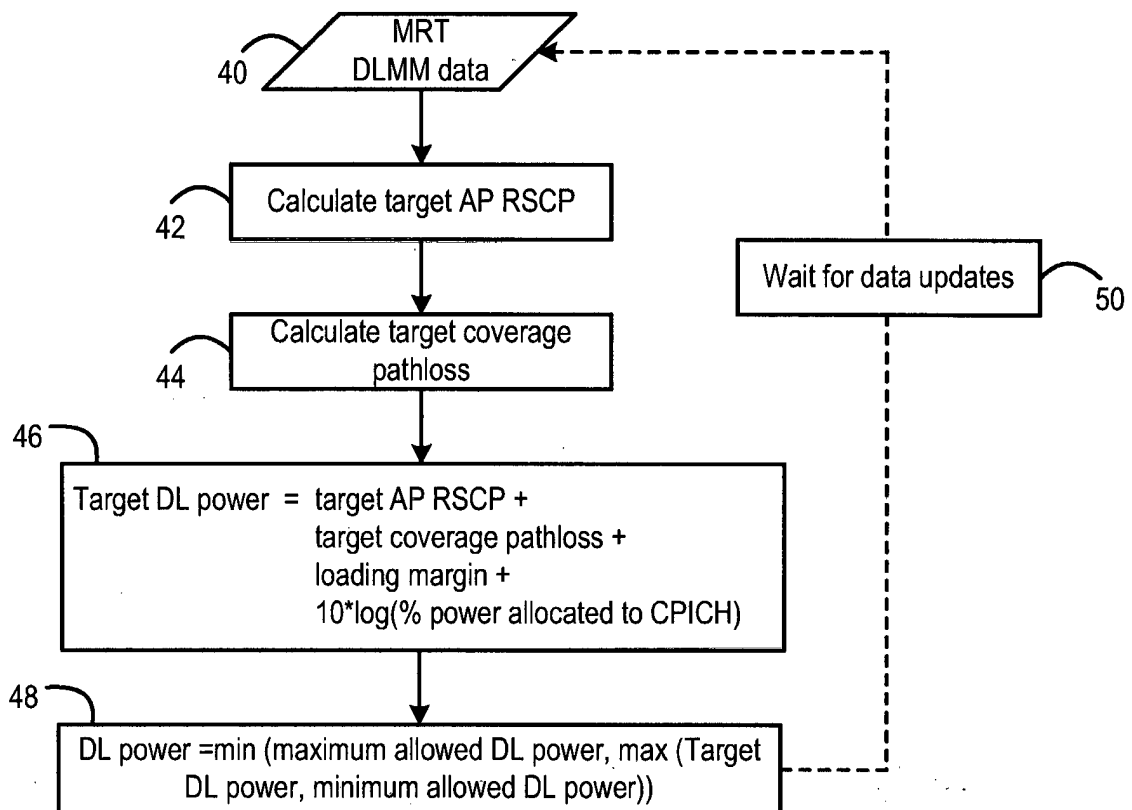 MRT
DLMM data
40
Calculate target AP RSCP
42
Wait for data updates
50
Calculate target coverage
pathloss
44
46
Target DL power = target AP RSCP +
target coverage pathloss +
loading margin +
10*log(% power allocated to CPICH)
48
DL power =min (maximum allowed DL power, max (Target
DL power, minimum allowed DL power))